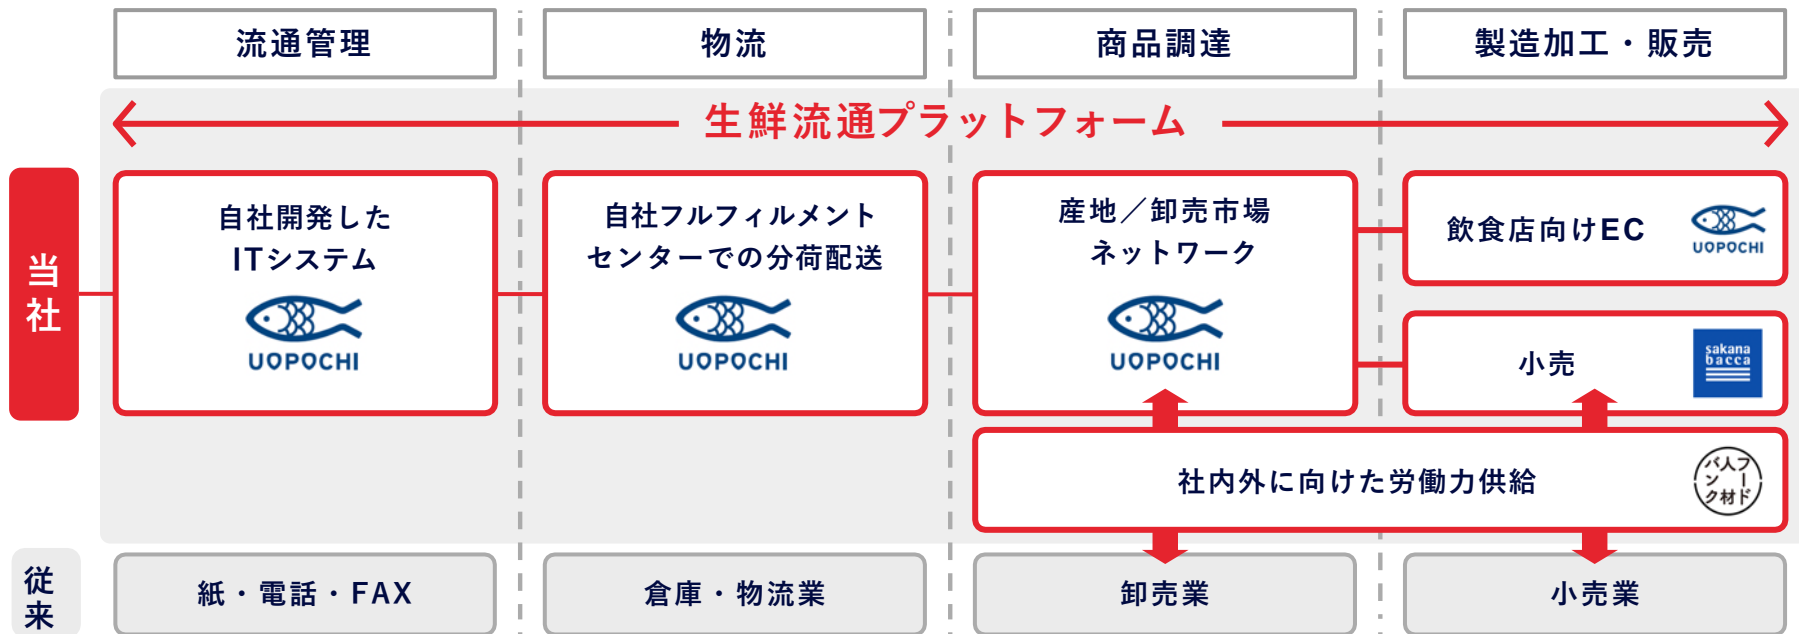 流通管理
物流
商品調達
製造加工・販売
生鮮流通プラットフォーム
当社
自社開発した
ITシステム
UOPOCHI
自社フルフィルメント
センターでの分荷配送
UOPOCHI
産地／卸売市場
ネットワーク
UOPOCHI
飲食店向けEC
UOPOCHI
小売
sakana
bacca
社内外に向けた労働力供給
フード
人材
バンク
従来
紙・電話・FAX
倉庫・物流業
卸売業
小売業